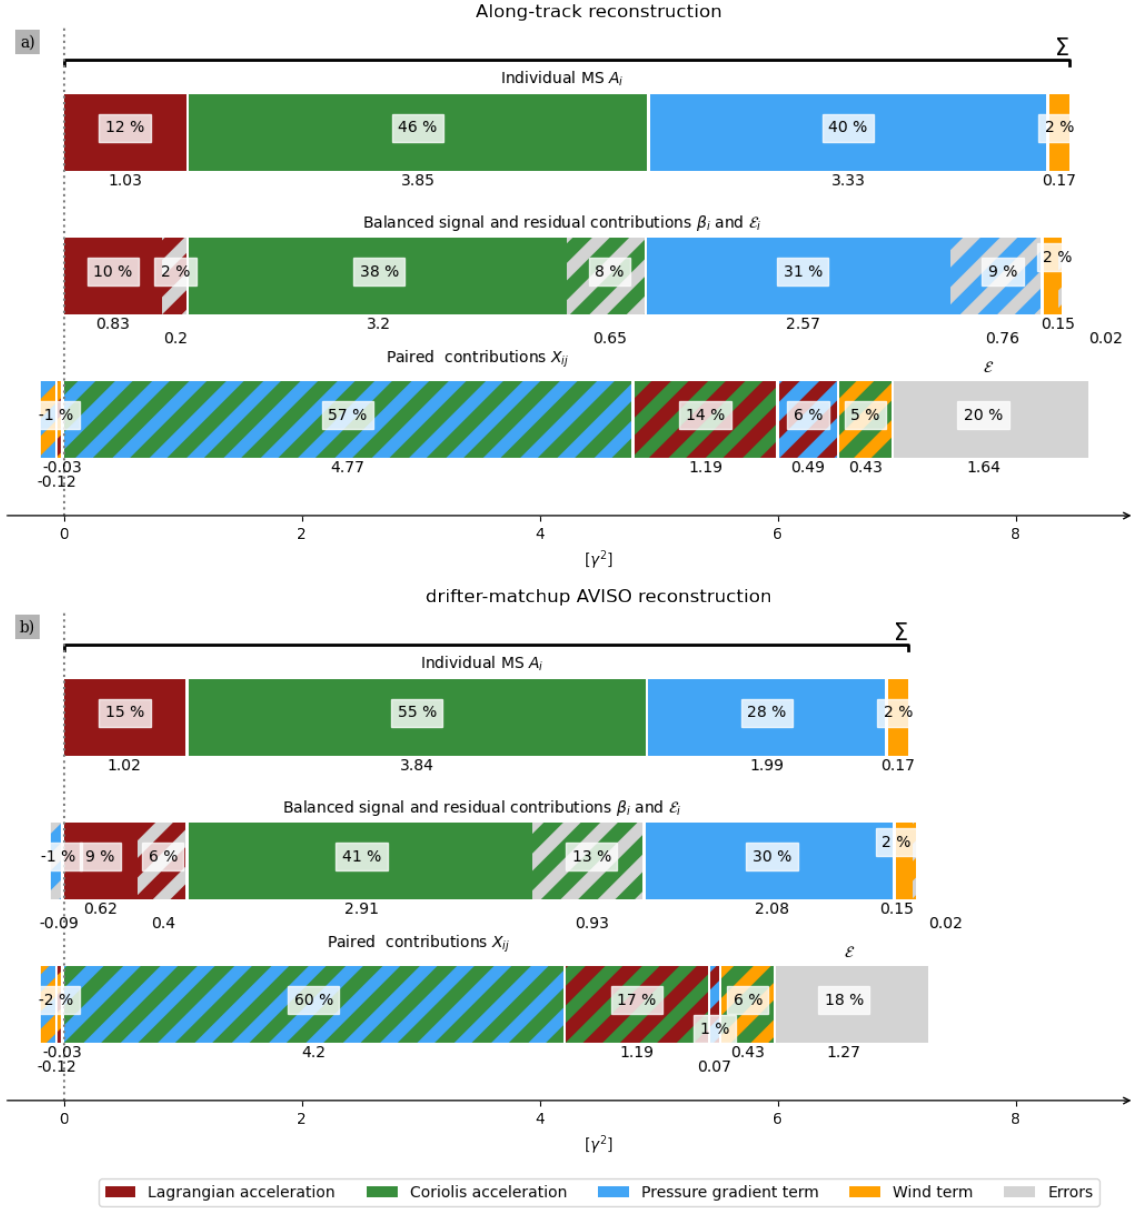 Along-track reconstruction
a)
Σ
Individual MS A_i
12 % 46 % 40 % 2 %
1.03 3.85 3.33 0.17
Balanced signal and residual contributions β_i and ℰ_i
10 % 2 % 38 % 8 % 31 % 9 % 2 %
0.83 0.2 3.2 0.65 2.57 0.76 0.15 0.02
Paired contributions X_ij
ℰ
-1 % 57 % 14 % 6 % 5 % 20 %
-0.03 4.77 1.19 0.49 0.43 1.64
-0.12
0 2 4 6 8
[γ²]
drifter-matchup AVISO reconstruction
b)
Σ
Individual MS A_i
15 % 55 % 28 % 2 %
1.02 3.84 1.99 0.17
Balanced signal and residual contributions β_i and ℰ_i
-1 % 9 % 6 % 41 % 13 % 30 % 2 %
-0.09 0.62 0.4 2.91 0.93 2.08 0.15 0.02
Paired contributions X_ij
ℰ
-2 % 60 % 17 % 1 % 6 % 18 %
-0.03 4.2 1.19 0.07 0.43 1.27
-0.12
0 2 4 6 8
[γ²]
Lagrangian acceleration Coriolis acceleration Pressure gradient term Wind term Errors